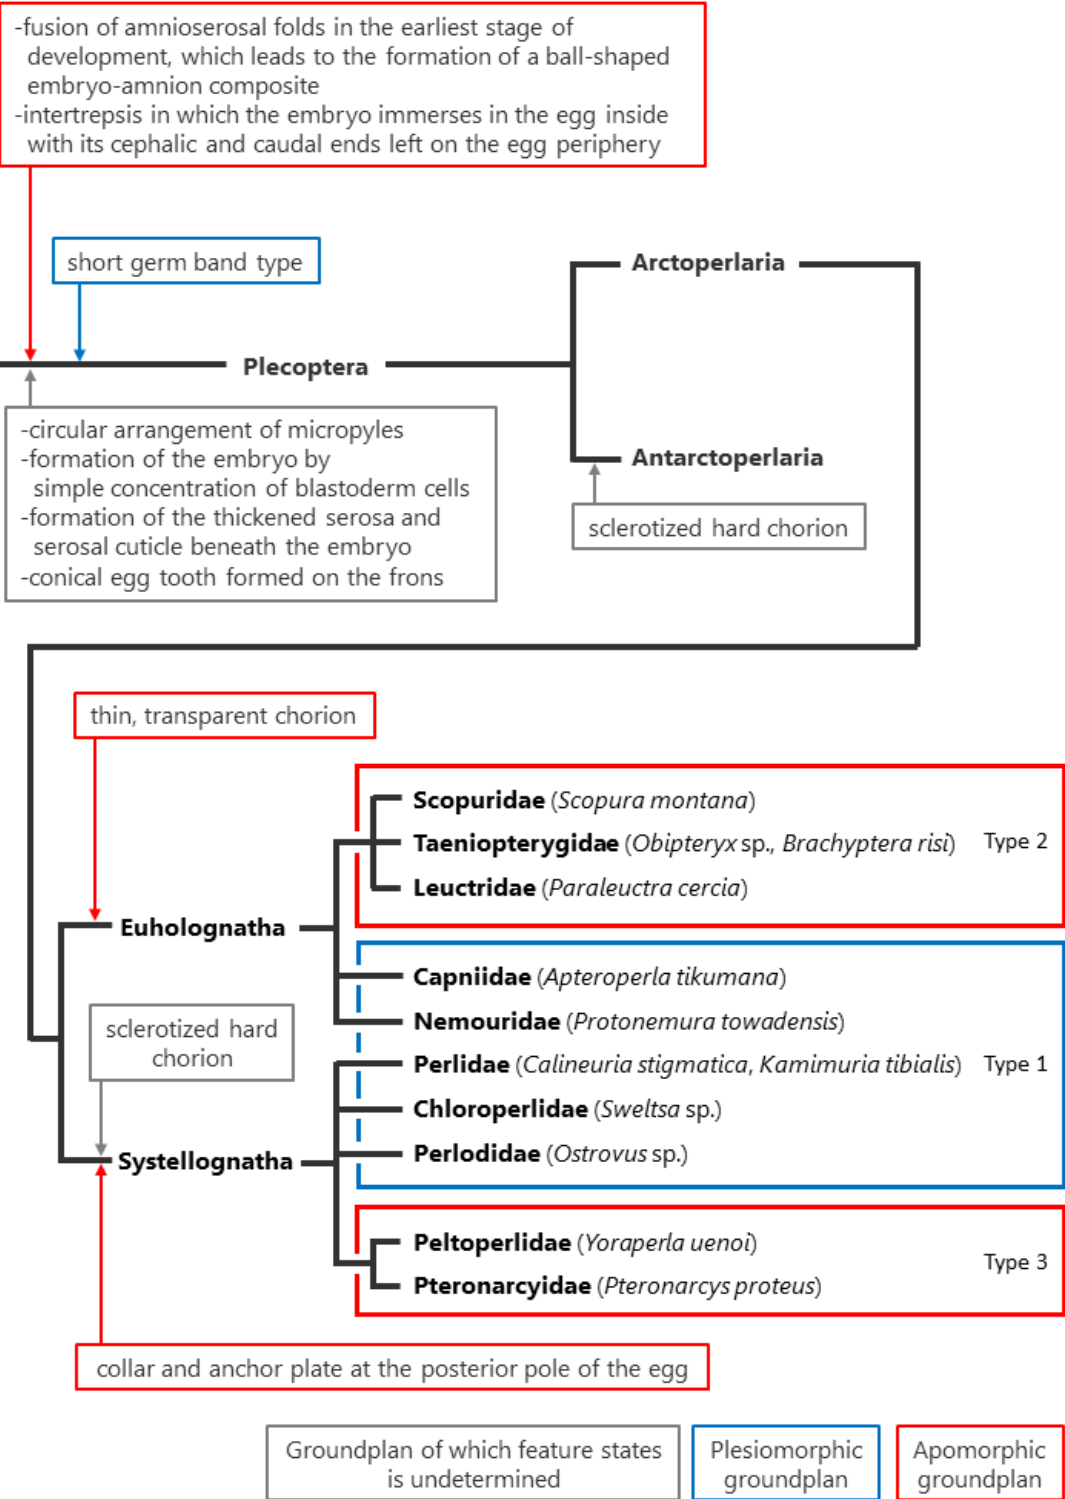 -fusion of amnioserosal folds in the earliest stage of
development, which leads to the formation of a ball-shaped
embryo-amnion composite
-intertrepsis in which the embryo immerses in the egg inside
with its cephalic and caudal ends left on the egg periphery
short germ band type
Arctoperlaria
Plecoptera
-circular arrangement of micropyles
-formation of the embryo by
simple concentration of blastoderm cells
-formation of the thickened serosa and
serosal cuticle beneath the embryo
-conical egg tooth formed on the frons
Antarctoperlaria
sclerotized hard chorion
thin, transparent chorion
Scopuridae (Scopura montana)
Taeniopterygidae (Obipteryx sp., Brachyptera risi) Type 2
Leuctridae (Paraleuctra cercia)
Euholognatha
Capniidae (Apteroperla tikumana)
Nemouridae (Protonemura towadensis)
sclerotized hard
chorion
Perlidae (Calineuria stigmatica, Kamimuria tibialis) Type 1
Chloroperlidae (Sweltsa sp.)
Perlodidae (Ostrovus sp.)
Systellognatha
Peltoperlidae (Yoraperla uenoi)
Type 3
Pteronarcyidae (Pteronarcys proteus)
collar and anchor plate at the posterior pole of the egg
Groundplan of which feature states
is undetermined
Plesiomorphic
groundplan
Apomorphic
groundplan